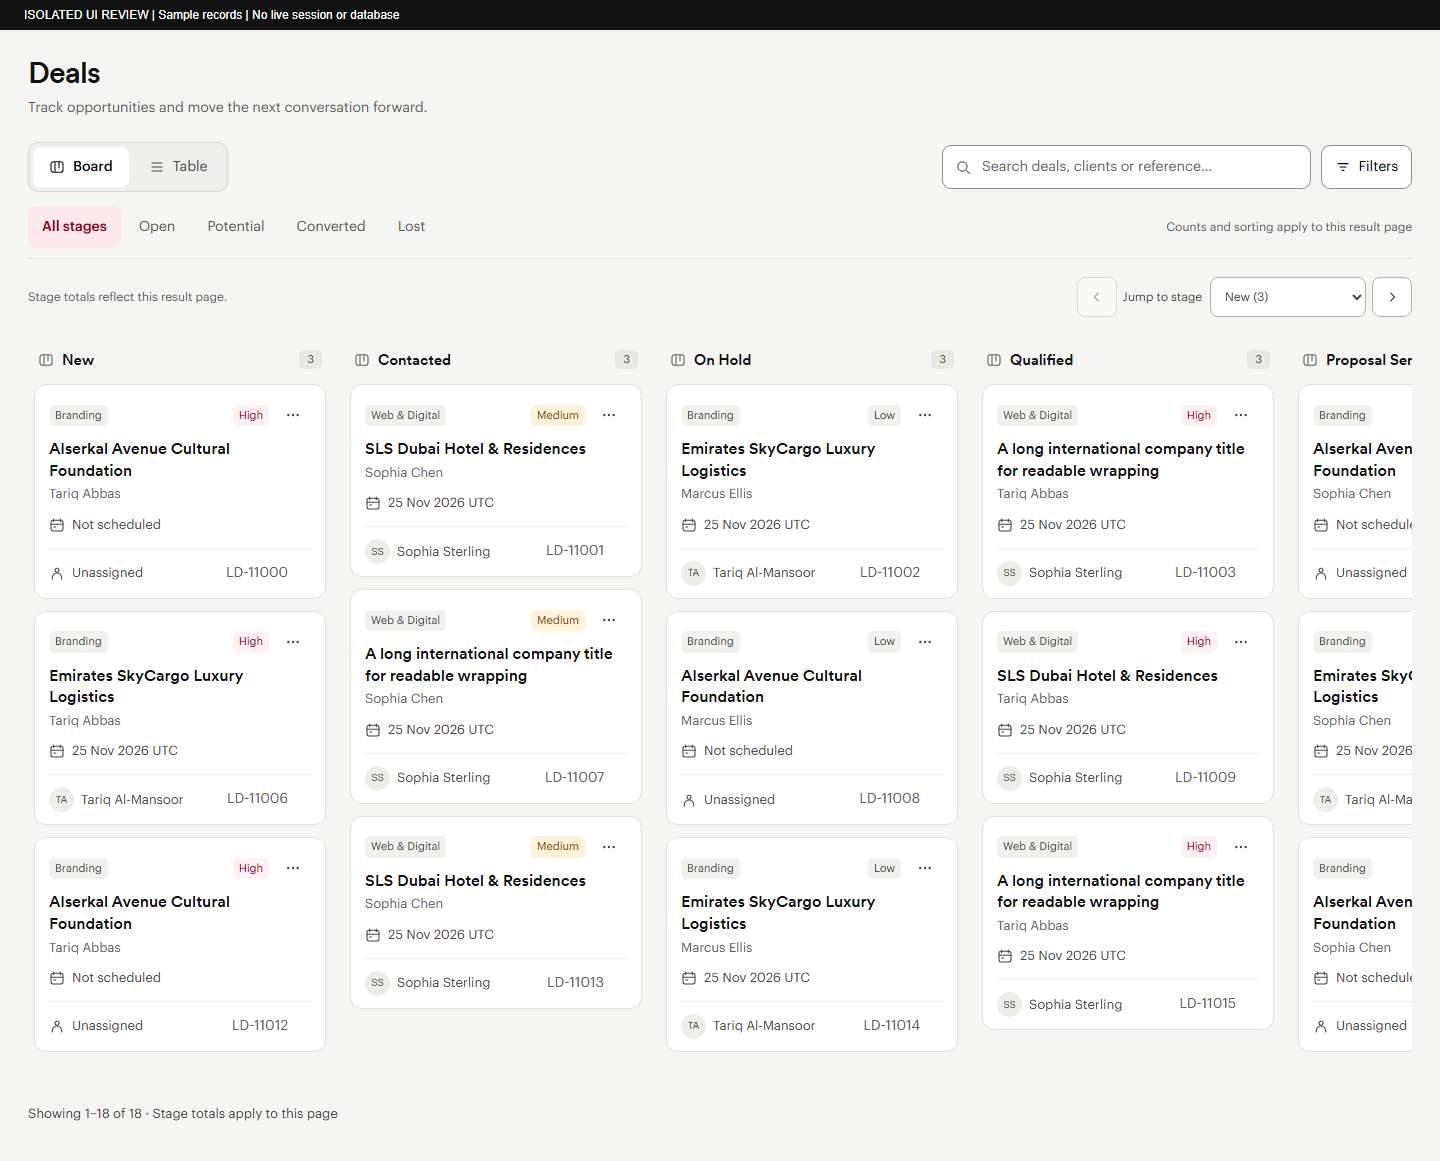 ISOLATED UI REVIEW | Sample records | No live session or database
Deals
Track opportunities and move the next conversation forward.
Board
Table
Search deals, clients or reference...
Filters
All stages
Open
Potential
Converted
Lost
Counts and sorting apply to this result page
Stage totals reflect this result page.
Jump to stage
New (3)
New
3
Branding
High
Alserkal Avenue Cultural
Foundation
Tariq Abbas
Not scheduled
Unassigned
LD-11000
Branding
High
Emirates SkyCargo Luxury
Logistics
Tariq Abbas
25 Nov 2026 UTC
TA
Tariq Al-Mansoor
LD-11006
Branding
High
Alserkal Avenue Cultural
Foundation
Tariq Abbas
Not scheduled
Unassigned
LD-11012
Contacted
3
Web & Digital
Medium
SLS Dubai Hotel & Residences
Sophia Chen
25 Nov 2026 UTC
SS
Sophia Sterling
LD-11001
Web & Digital
Medium
A long international company title
for readable wrapping
Sophia Chen
25 Nov 2026 UTC
SS
Sophia Sterling
LD-11007
Web & Digital
Medium
SLS Dubai Hotel & Residences
Sophia Chen
25 Nov 2026 UTC
SS
Sophia Sterling
LD-11013
On Hold
3
Branding
Low
Emirates SkyCargo Luxury
Logistics
Marcus Ellis
25 Nov 2026 UTC
TA
Tariq Al-Mansoor
LD-11002
Branding
Low
Alserkal Avenue Cultural
Foundation
Marcus Ellis
Not scheduled
Unassigned
LD-11008
Branding
Low
Emirates SkyCargo Luxury
Logistics
Marcus Ellis
25 Nov 2026 UTC
TA
Tariq Al-Mansoor
LD-11014
Qualified
3
Web & Digital
High
A long international company title
for readable wrapping
Tariq Abbas
25 Nov 2026 UTC
SS
Sophia Sterling
LD-11003
Web & Digital
High
SLS Dubai Hotel & Residences
Tariq Abbas
25 Nov 2026 UTC
SS
Sophia Sterling
LD-11009
Web & Digital
High
A long international company title
for readable wrapping
Tariq Abbas
25 Nov 2026 UTC
SS
Sophia Sterling
LD-11015
Proposal Ser
Branding
Alserkal Aven
Foundation
Sophia Chen
Not schedule
Unassigned
Branding
Emirates SkyC
Logistics
Sophia Chen
25 Nov 2026
TA
Tariq Al-Ma
Branding
Alserkal Aven
Foundation
Sophia Chen
Not schedule
Unassigned
Showing 1–18 of 18 · Stage totals apply to this page